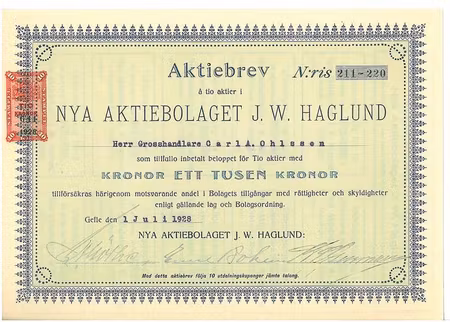 Aktiebrev N:ris 211-220
å tio aktier i
NYA AKTIEBOLAGET J. W. HAGLUND
Herr Grosshandlare Carl A. Ohlssen
som tillfullo inbetalt beloppet för Tio aktier med
KRONOR ETT TUSEN KRONOR
tillförsäkras härigenom motsvarande andel i Bolagets tillgångar med rättigheter och skyldigheter
enligt gällande lag och Bolagsordning.
Gefle den 1 Juli 1928
NYA AKTIEBOLAGET J. W. HAGLUND:
Med detta aktiebrev följa 10 utdelningskuponger jämte talong.
1928